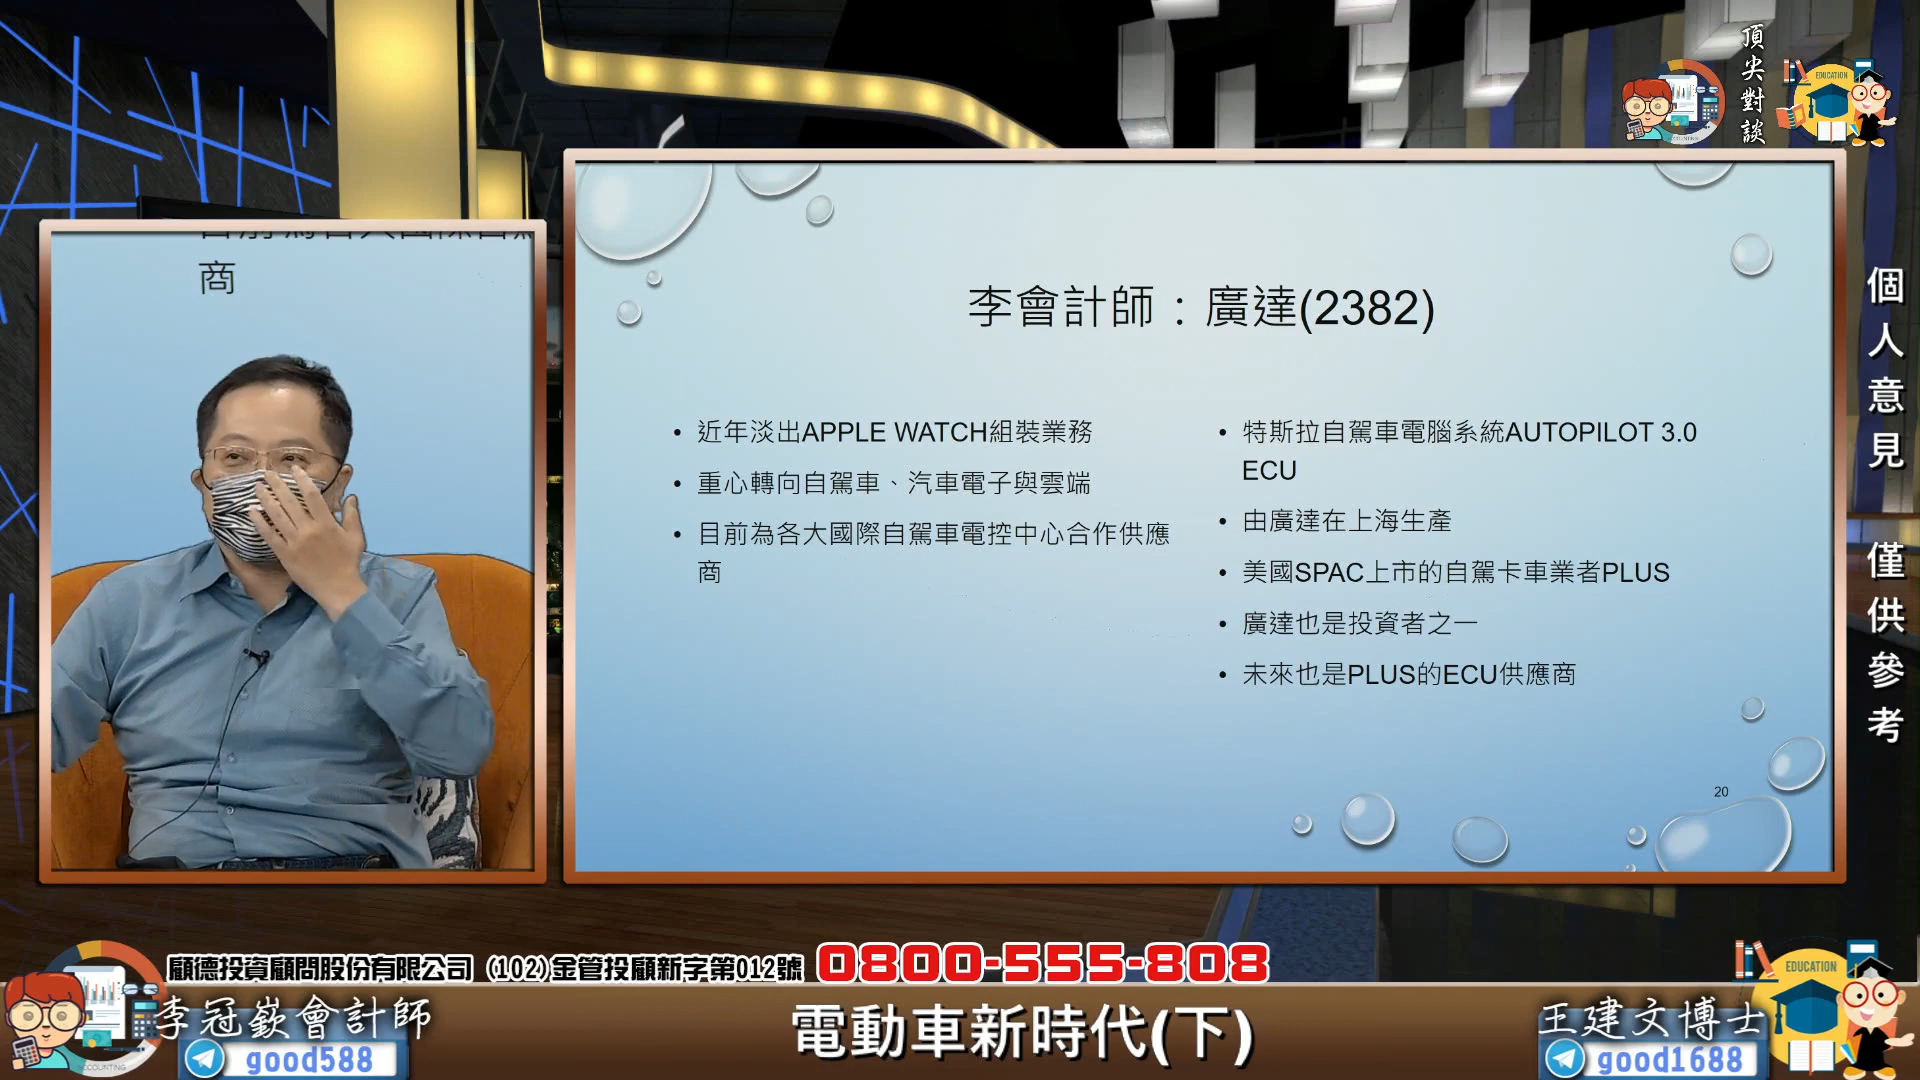 頂尖對談
EDUCATION
商
李會計師：廣達(2382)
• 近年淡出APPLE WATCH組裝業務
• 重心轉向自駕車、汽車電子與雲端
• 目前為各大國際自駕車電控中心合作供應
商
• 特斯拉自駕車電腦系統AUTOPILOT 3.0
ECU
• 由廣達在上海生產
• 美國SPAC上市的自駕卡車業者PLUS
• 廣達也是投資者之一
• 未來也是PLUS的ECU供應商
20
個人意見 僅供參考
顧德投資顧問股份有限公司 (102)金管投顧新字第012號 0800-555-808
李冠嶔會計師
good588
ACCOUNTING
電動車新時代(下)
王建文博士
good1688
EDUCATION